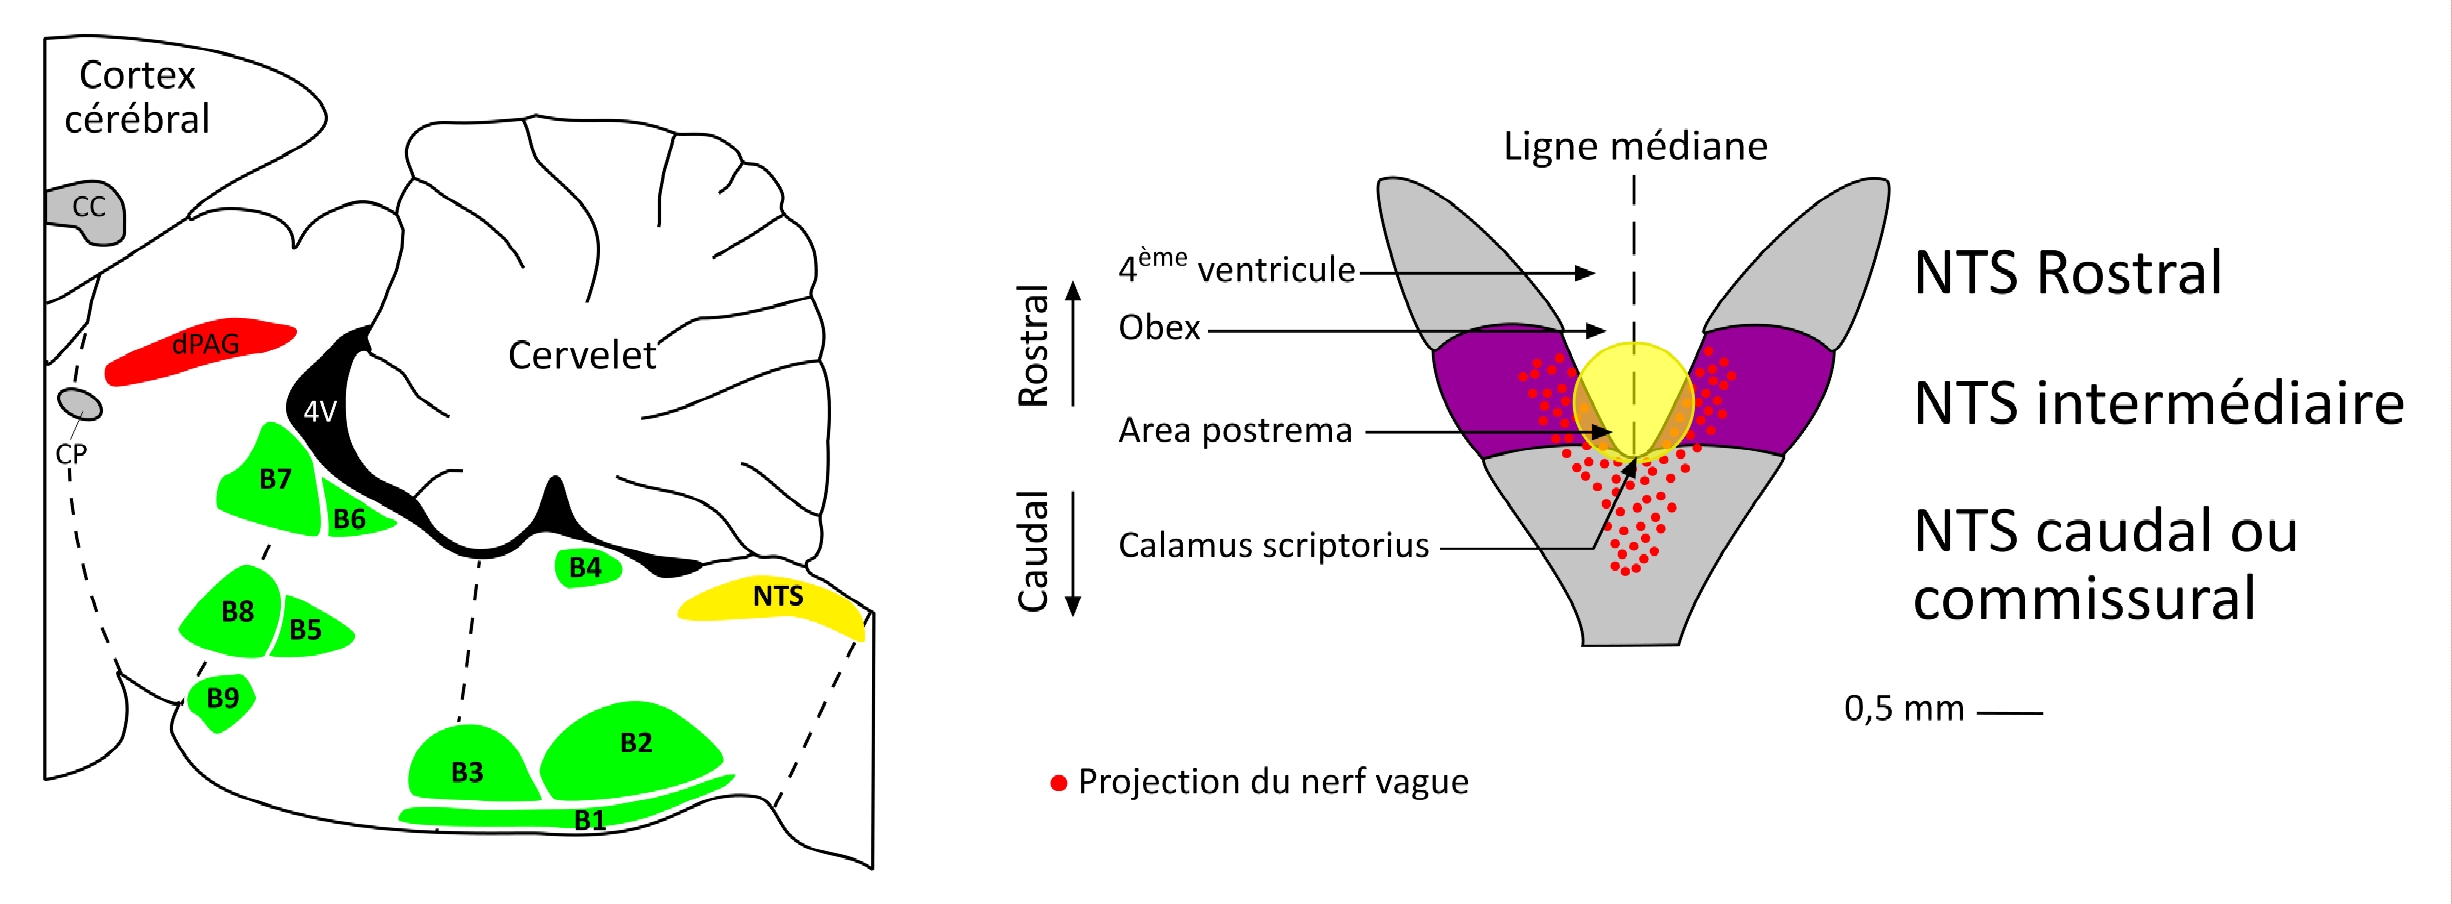 Cortex
cérébral
CC
dPAG
4V
CP
Cervelet
B7
B6
B4
NTS
B8
B5
B9
B3
B2
B1
Ligne médiane
4ème ventricule
Obex
Area postrema
Calamus scriptorius
Rostral
Caudal
NTS Rostral
NTS intermédiaire
NTS caudal ou
commissural
0,5 mm
Projection du nerf vague